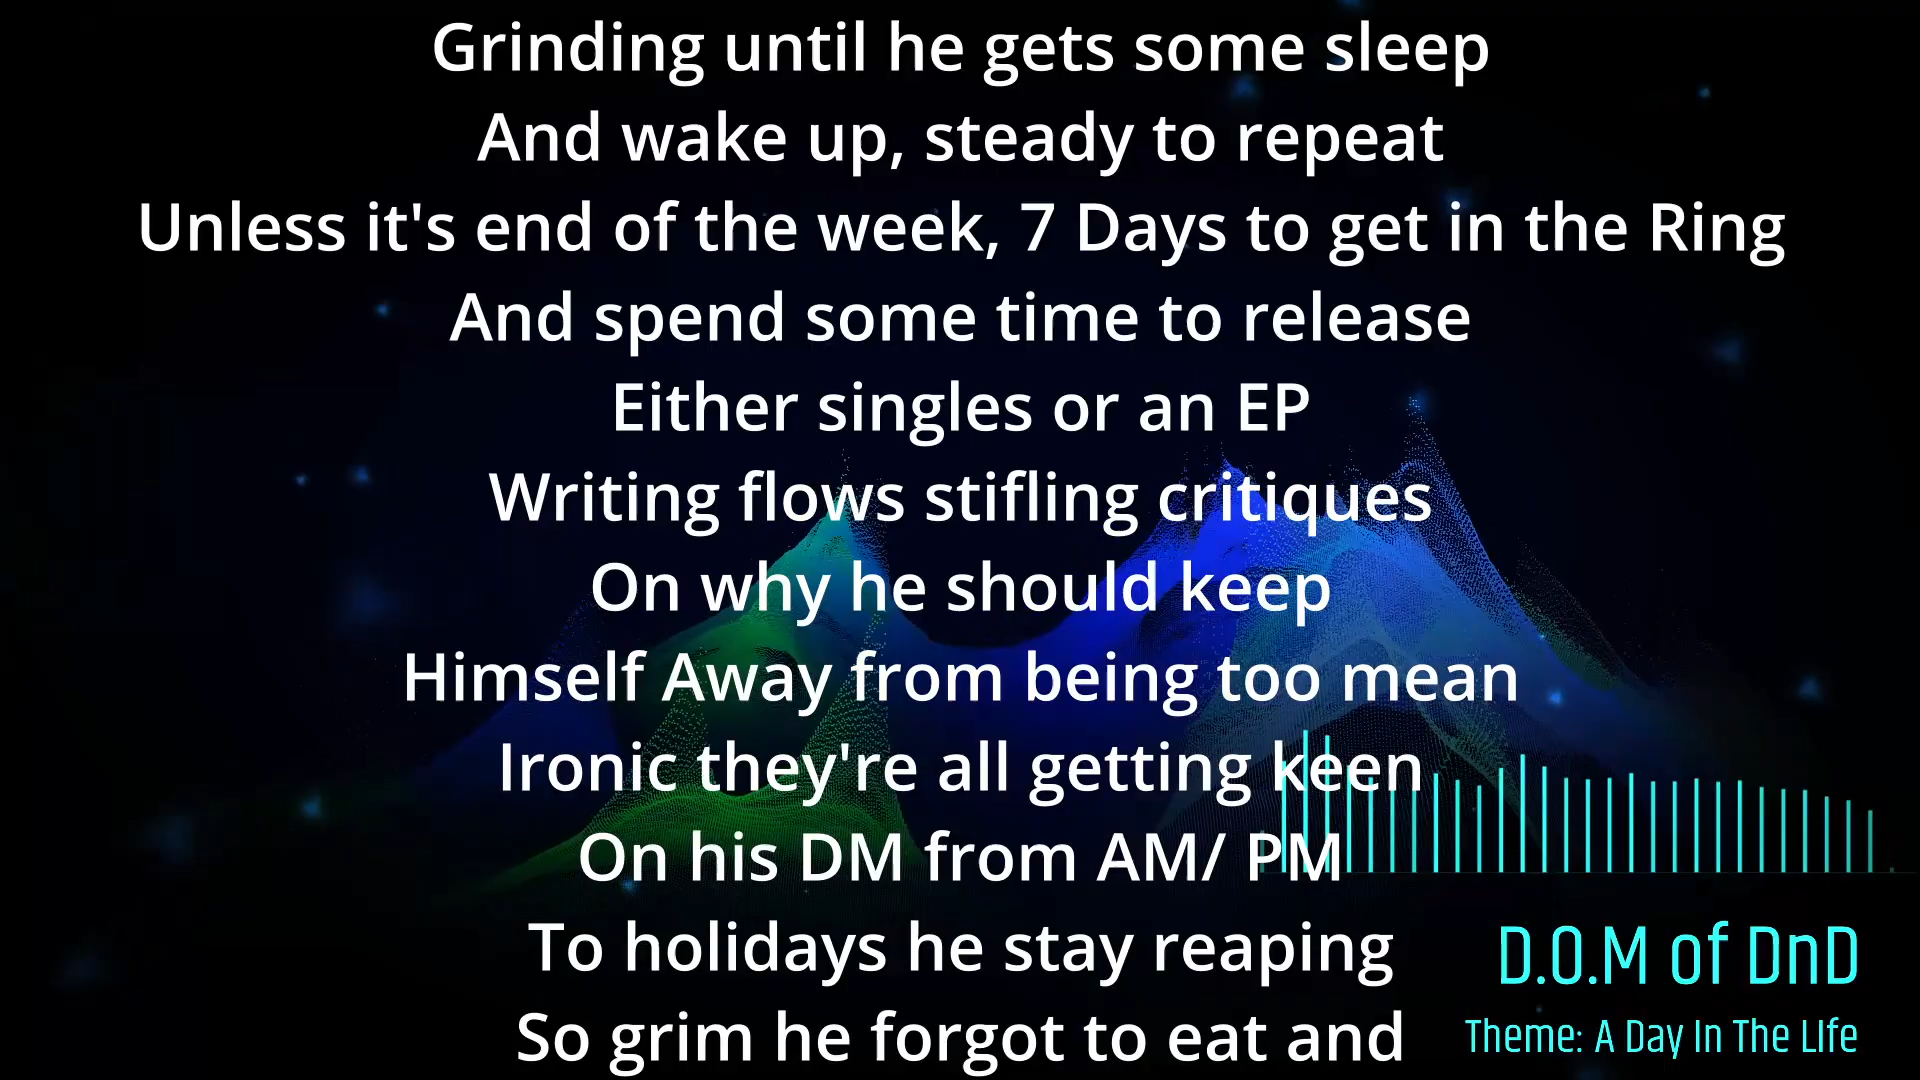 Grinding until he gets some sleep
And wake up, steady to repeat
Unless it's end of the week, 7 Days to get in the Ring
And spend some time to release
Either singles or an EP
Writing flows stifling critiques
On why he should keep
Himself Away from being too mean
Ironic they're all getting keen
On his DM from AM/ PM
To holidays he stay reaping
So grim he forgot to eat and
D.O.M of DnD
Theme: A Day In The LIfe